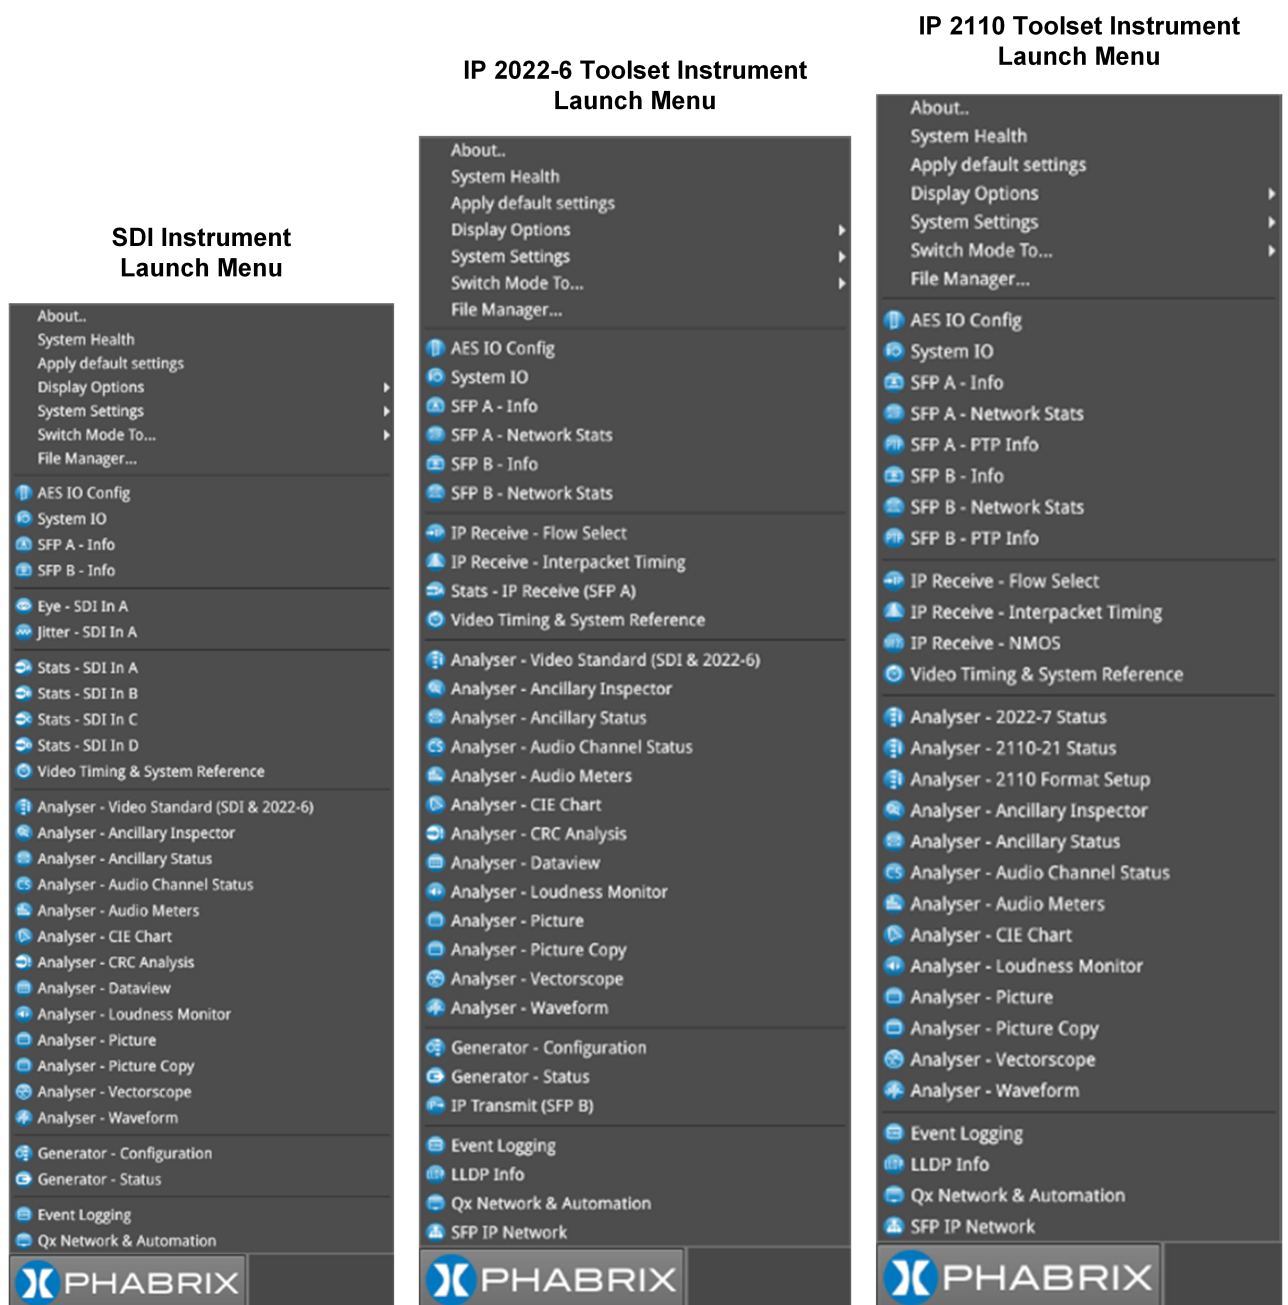 SDI Instrument
Launch Menu
About..
System Health
Apply default settings
Display Options
System Settings
Switch Mode To...
File Manager...
AES IO Config
System IO
SFP A - Info
SFP B - Info
Eye - SDI In A
Jitter - SDI In A
Stats - SDI In A
Stats - SDI In B
Stats - SDI In C
Stats - SDI In D
Video Timing & System Reference
Analyser - Video Standard (SDI & 2022-6)
Analyser - Ancillary Inspector
Analyser - Ancillary Status
Analyser - Audio Channel Status
Analyser - Audio Meters
Analyser - CIE Chart
Analyser - CRC Analysis
Analyser - Dataview
Analyser - Loudness Monitor
Analyser - Picture
Analyser - Picture Copy
Analyser - Vectorscope
Analyser - Waveform
Generator - Configuration
Generator - Status
Event Logging
Qx Network & Automation
PHABRIX
IP 2022-6 Toolset Instrument
Launch Menu
About..
System Health
Apply default settings
Display Options
System Settings
Switch Mode To...
File Manager...
AES IO Config
System IO
SFP A - Info
SFP A - Network Stats
SFP B - Info
SFP B - Network Stats
IP Receive - Flow Select
IP Receive - Interpacket Timing
Stats - IP Receive (SFP A)
Video Timing & System Reference
Analyser - Video Standard (SDI & 2022-6)
Analyser - Ancillary Inspector
Analyser - Ancillary Status
CS Analyser - Audio Channel Status
Analyser - Audio Meters
Analyser - CIE Chart
Analyser - CRC Analysis
Analyser - Dataview
Analyser - Loudness Monitor
Analyser - Picture
Analyser - Picture Copy
Analyser - Vectorscope
Analyser - Waveform
Generator - Configuration
Generator - Status
IP Transmit (SFP B)
Event Logging
LLDP Info
Qx Network & Automation
SFP IP Network
PHABRIX
IP 2110 Toolset Instrument
Launch Menu
About..
System Health
Apply default settings
Display Options
System Settings
Switch Mode To...
File Manager...
AES IO Config
System IO
SFP A - Info
SFP A - Network Stats
PTP SFP A - PTP Info
SFP B - Info
SFP B - Network Stats
PTP SFP B - PTP Info
IP Receive - Flow Select
IP Receive - Interpacket Timing
IP Receive - NMOS
Video Timing & System Reference
Analyser - 2022-7 Status
Analyser - 2110-21 Status
Analyser - 2110 Format Setup
Analyser - Ancillary Inspector
Analyser - Ancillary Status
CS Analyser - Audio Channel Status
Analyser - Audio Meters
Analyser - CIE Chart
Analyser - Loudness Monitor
Analyser - Picture
Analyser - Picture Copy
Analyser - Vectorscope
Analyser - Waveform
Event Logging
LLDP Info
Qx Network & Automation
SFP IP Network
PHABRIX